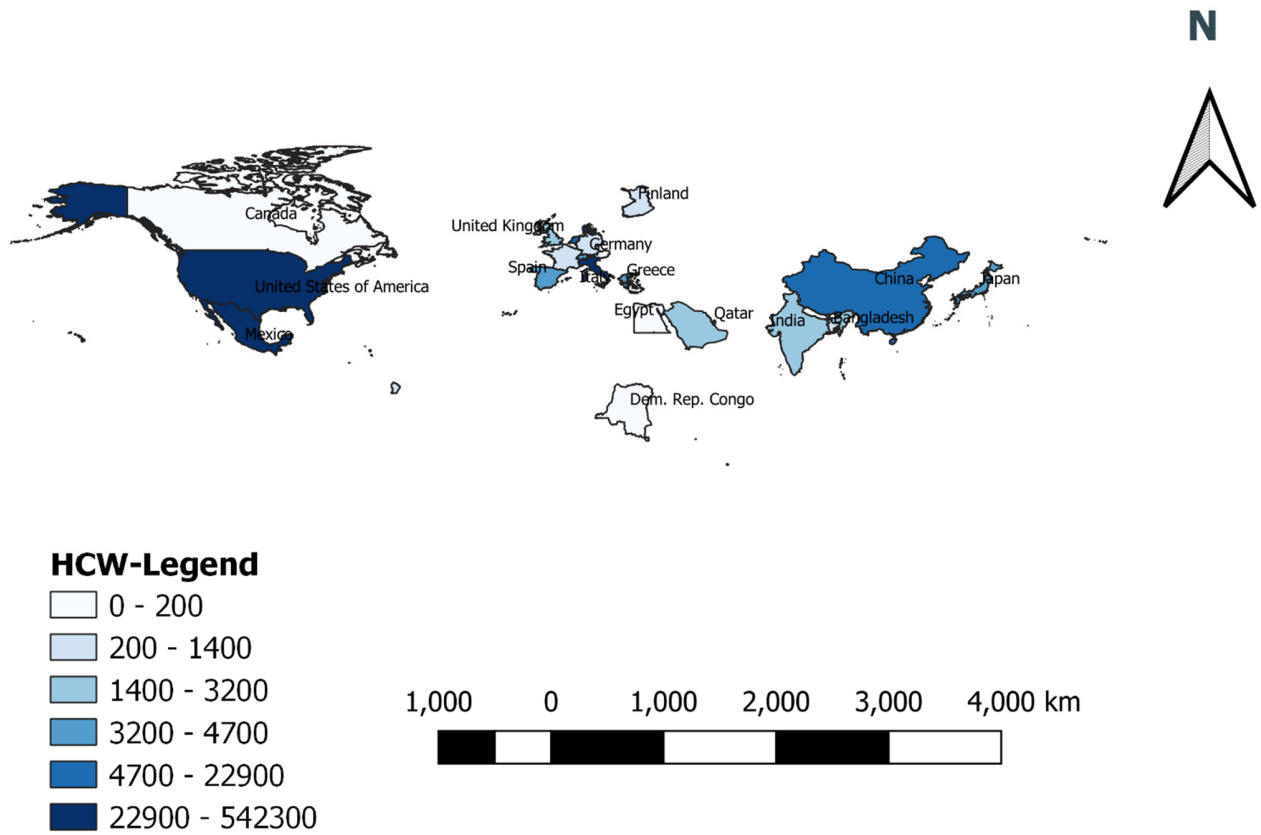 N
Finland
Canada
United Kingdom
Germany
Spain
Italy
Greece
China
Japan
United States of America
Egypt
Qatar
India
Bangladesh
Mexico
Dem. Rep. Congo
HCW-Legend
0 - 200
200 - 1400
1400 - 3200
3200 - 4700
4700 - 22900
22900 - 542300
1,000 0 1,000 2,000 3,000 4,000 km